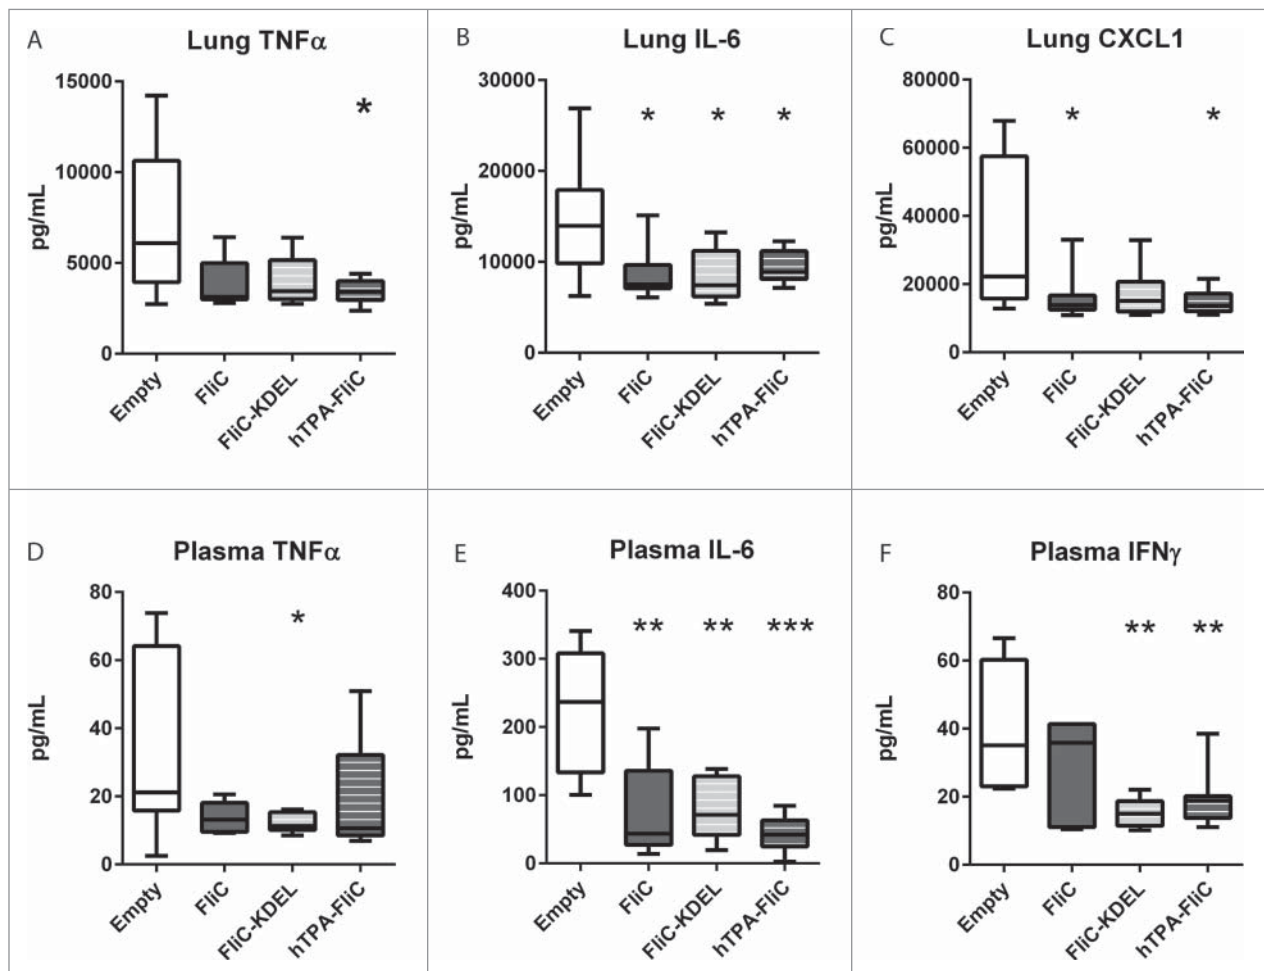 A
Lung TNFα
pg/mL
15000
10000
5000
0
*
Empty
FliC
FliC-KDEL
hTPA-FliC
B
Lung IL-6
pg/mL
30000
20000
10000
0
* * *
Empty
FliC
FliC-KDEL
hTPA-FliC
C
Lung CXCL1
pg/mL
80000
60000
40000
20000
0
* *
Empty
FliC
FliC-KDEL
hTPA-FliC
D
Plasma TNFα
pg/mL
80
60
40
20
0
*
Empty
FliC
FliC-KDEL
hTPA-FliC
E
Plasma IL-6
pg/mL
400
300
200
100
0
** ** ***
Empty
FliC
FliC-KDEL
hTPA-FliC
F
Plasma IFNγ
pg/mL
80
60
40
20
0
** **
Empty
FliC
FliC-KDEL
hTPA-FliC